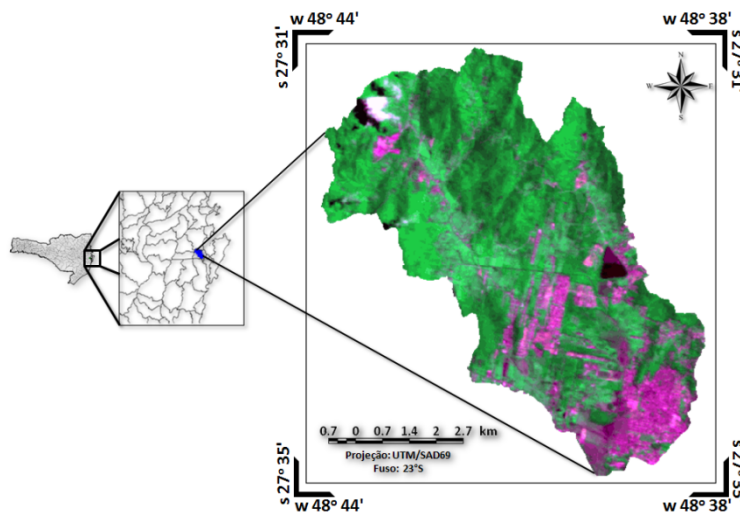 w 48° 44'
w 48° 38'
s 27° 31'
s 27° 31'
N
W E
S
0.7 0 0.7 1.4 2 2.7 km
Projeção: UTM/SAD69
Fuso: 23°S
s 27° 35'
s 27° 35'
w 48° 44'
w 48° 38'